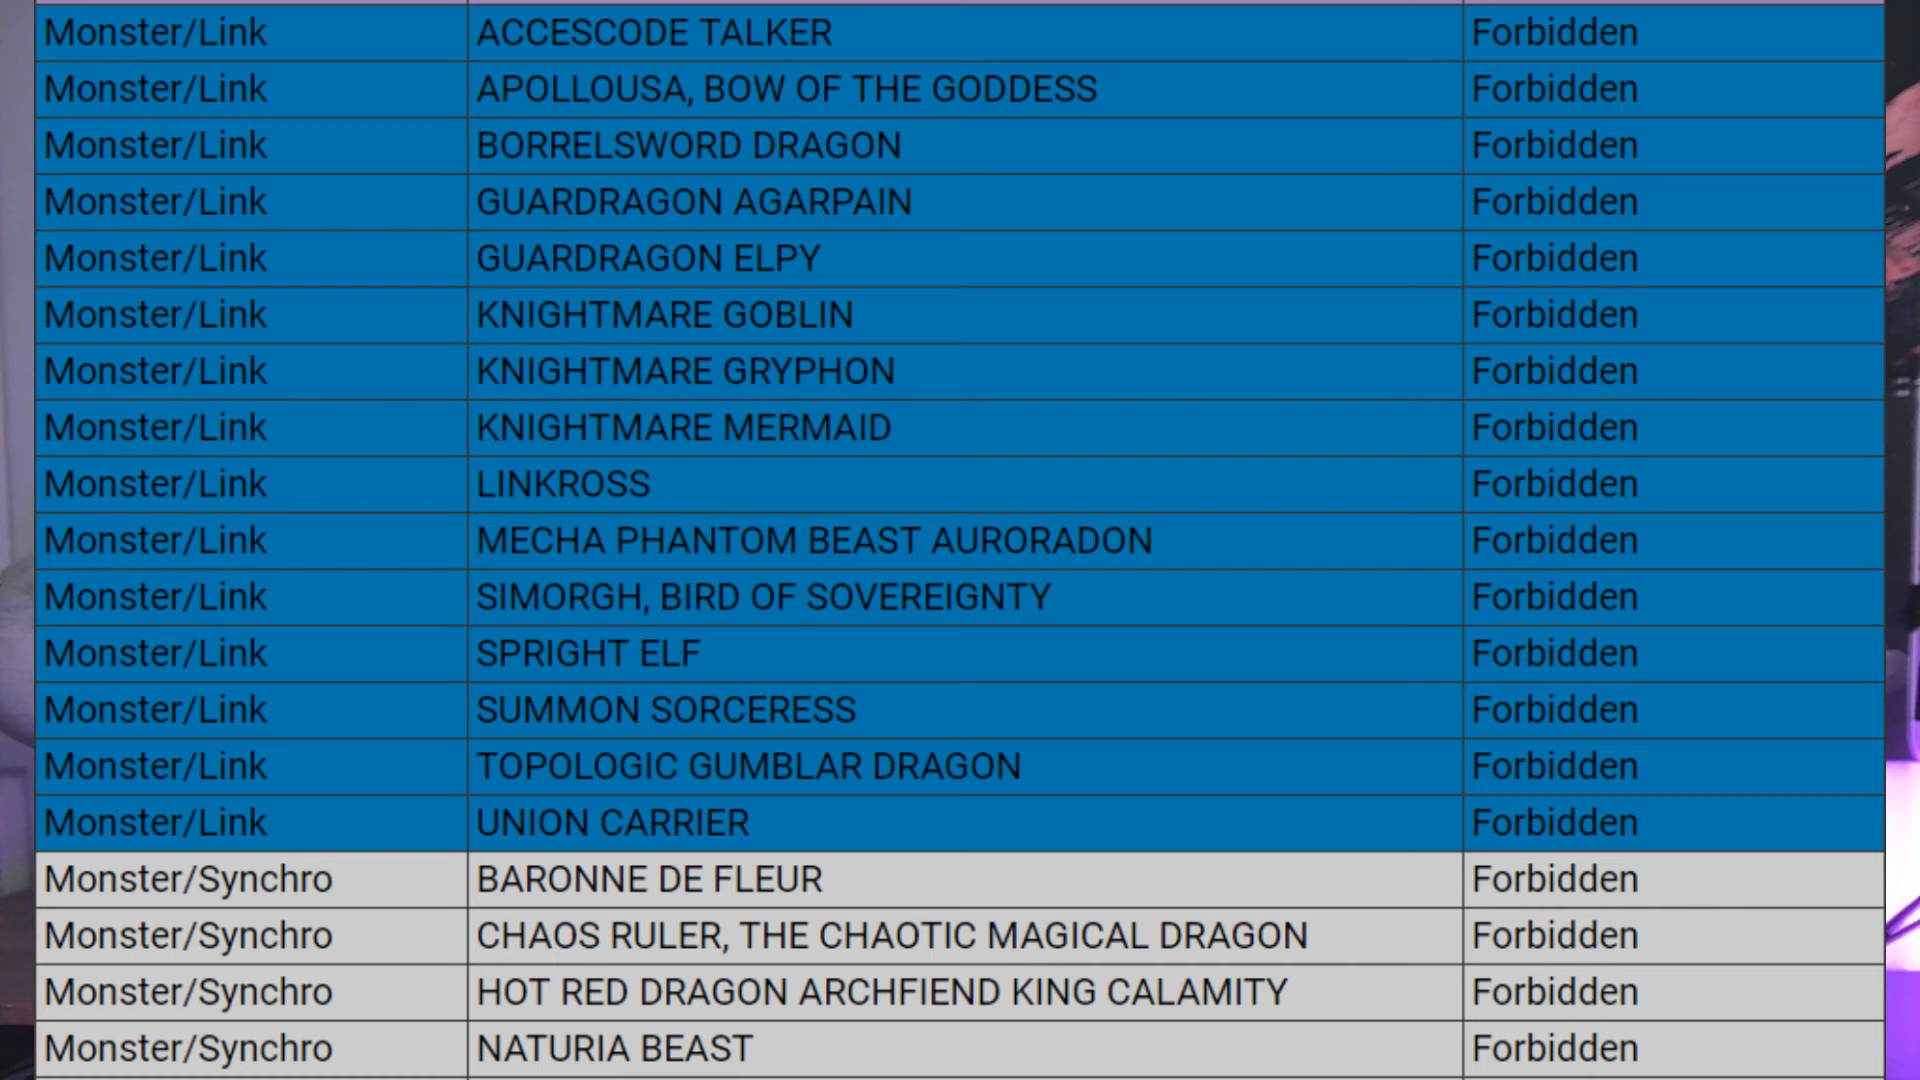 Monster/Link ACCESCODE TALKER Forbidden
Monster/Link APOLLOUSA, BOW OF THE GODDESS Forbidden
Monster/Link BORRELSWORD DRAGON Forbidden
Monster/Link GUARDRAGON AGARPAIN Forbidden
Monster/Link GUARDRAGON ELPY Forbidden
Monster/Link KNIGHTMARE GOBLIN Forbidden
Monster/Link KNIGHTMARE GRYPHON Forbidden
Monster/Link KNIGHTMARE MERMAID Forbidden
Monster/Link LINKROSS Forbidden
Monster/Link MECHA PHANTOM BEAST AURORADON Forbidden
Monster/Link SIMORGH, BIRD OF SOVEREIGNTY Forbidden
Monster/Link SPRIGHT ELF Forbidden
Monster/Link SUMMON SORCERESS Forbidden
Monster/Link TOPOLOGIC GUMBLAR DRAGON Forbidden
Monster/Link UNION CARRIER Forbidden
Monster/Synchro BARONNE DE FLEUR Forbidden
Monster/Synchro CHAOS RULER, THE CHAOTIC MAGICAL DRAGON Forbidden
Monster/Synchro HOT RED DRAGON ARCHFIEND KING CALAMITY Forbidden
Monster/Synchro NATURIA BEAST Forbidden